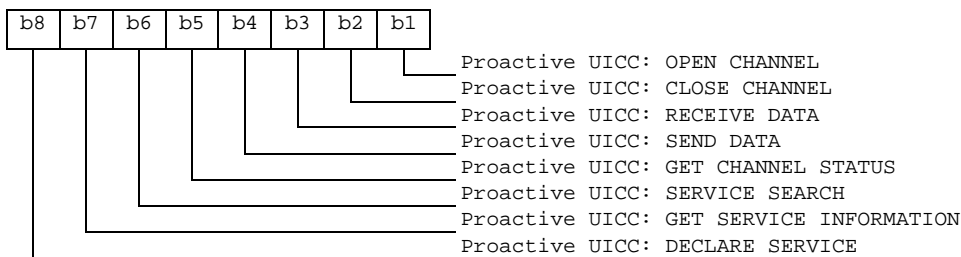 b8 b7 b6 b5 b4 b3 b2 b1
Proactive UICC: OPEN CHANNEL
Proactive UICC: CLOSE CHANNEL
Proactive UICC: RECEIVE DATA
Proactive UICC: SEND DATA
Proactive UICC: GET CHANNEL STATUS
Proactive UICC: SERVICE SEARCH
Proactive UICC: GET SERVICE INFORMATION
Proactive UICC: DECLARE SERVICE